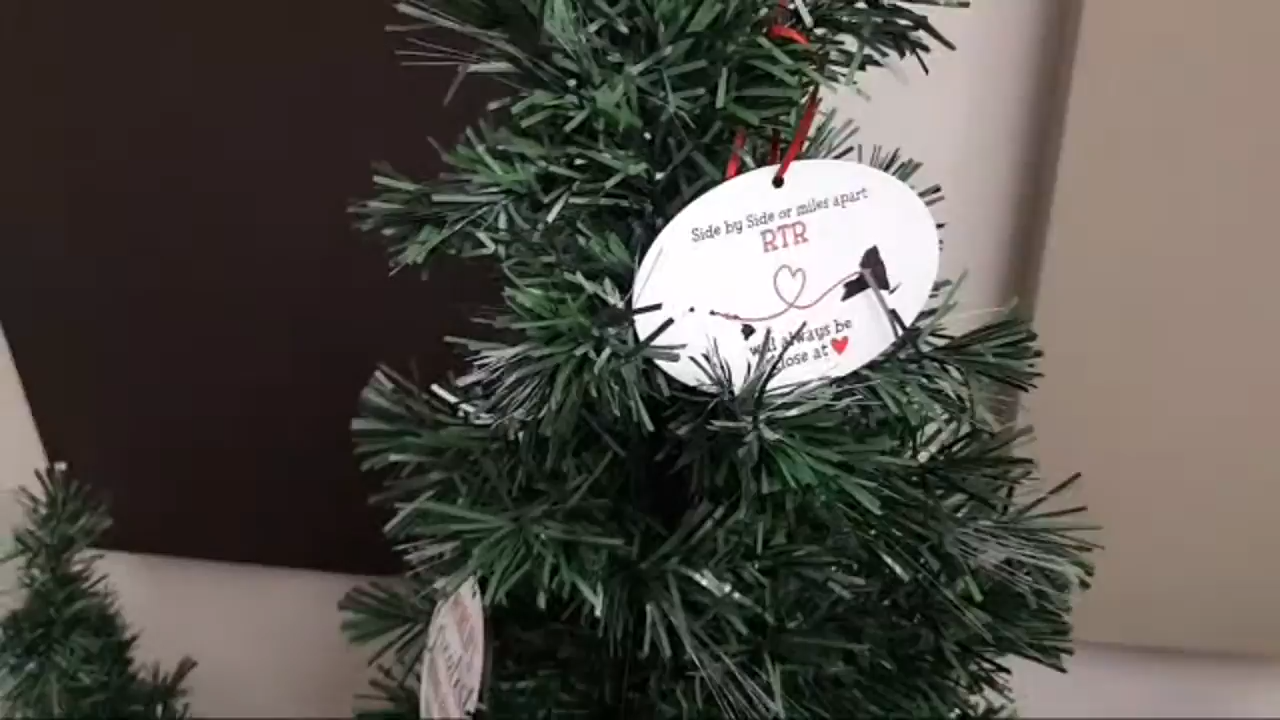 Side by Side or miles apart
RTR
will always be
close at